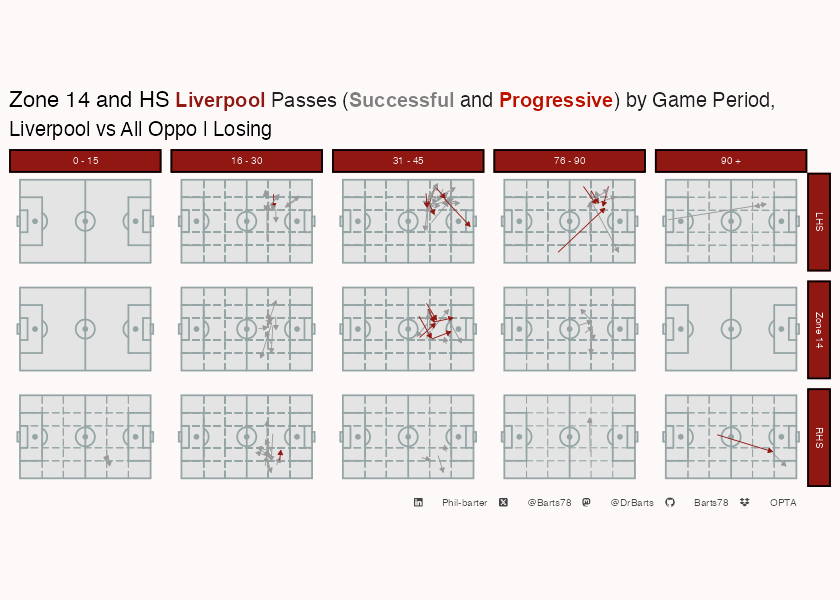 Zone 14 and HS Liverpool Passes (Successful and Progressive) by Game Period,
Liverpool vs All Oppo I Losing
0 - 15
16 - 30
31 - 45
76 - 90
90 +
LHS
Zone 14
RHS
Phil-barter @Barts78 @DrBarts Barts78 OPTA